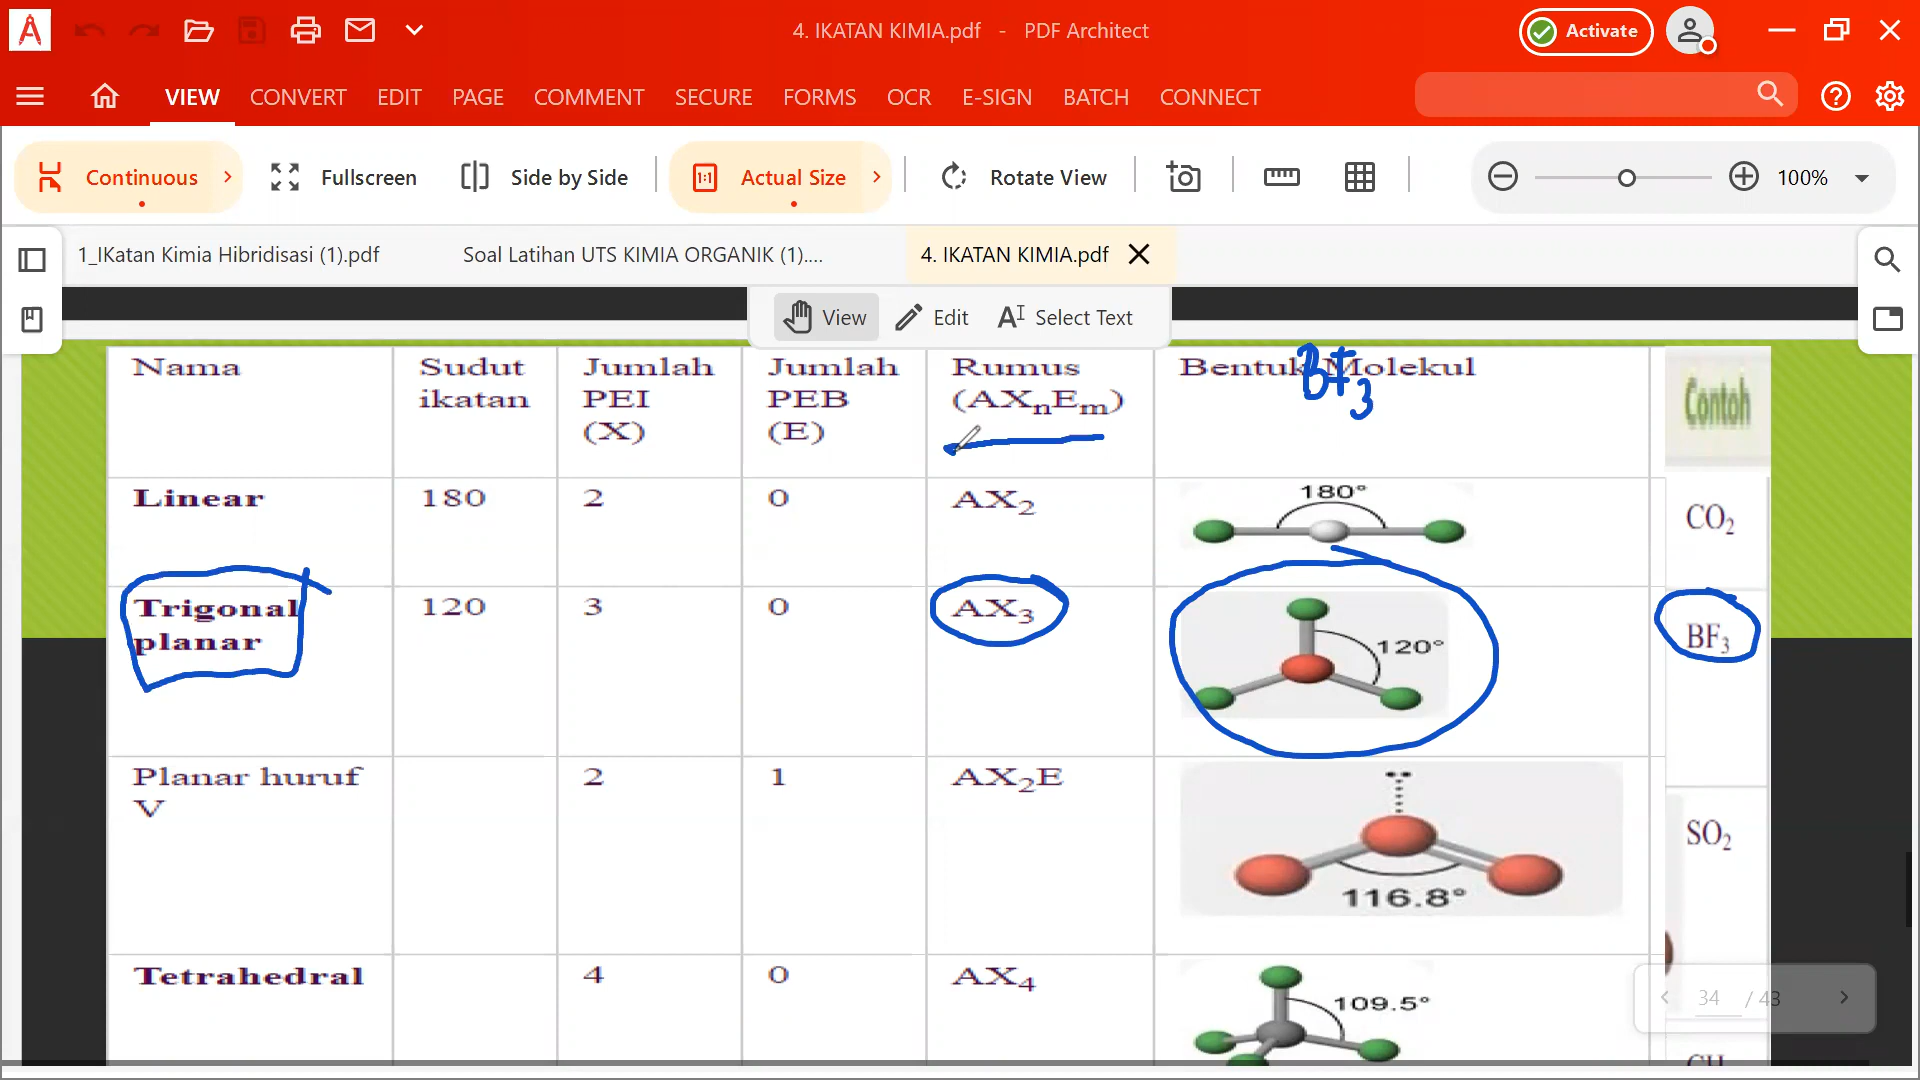 4. IKATAN KIMIA.pdf - PDF Architect
Activate
VIEW CONVERT EDIT PAGE COMMENT SECURE FORMS OCR E-SIGN BATCH CONNECT
Continuous Fullscreen Side by Side 1:1 Actual Size Rotate View 100%
1_IKatan Kimia Hibridisasi (1).pdf Soal Latihan UTS KIMIA ORGANIK (1).... 4. IKATAN KIMIA.pdf
View Edit Select Text
Nama Sudut ikatan Jumlah PEI (X) Jumlah PEB (E) Rumus (AXnEm) Bentuk Molekul Contoh
BF3
Linear 180 2 0 AX2 180° CO2
Trigonal planar 120 3 0 AX3 120° BF3
Planar huruf V 2 1 AX2E 116.8° SO2
Tetrahedral 4 0 AX4 109.5°
34 / 43